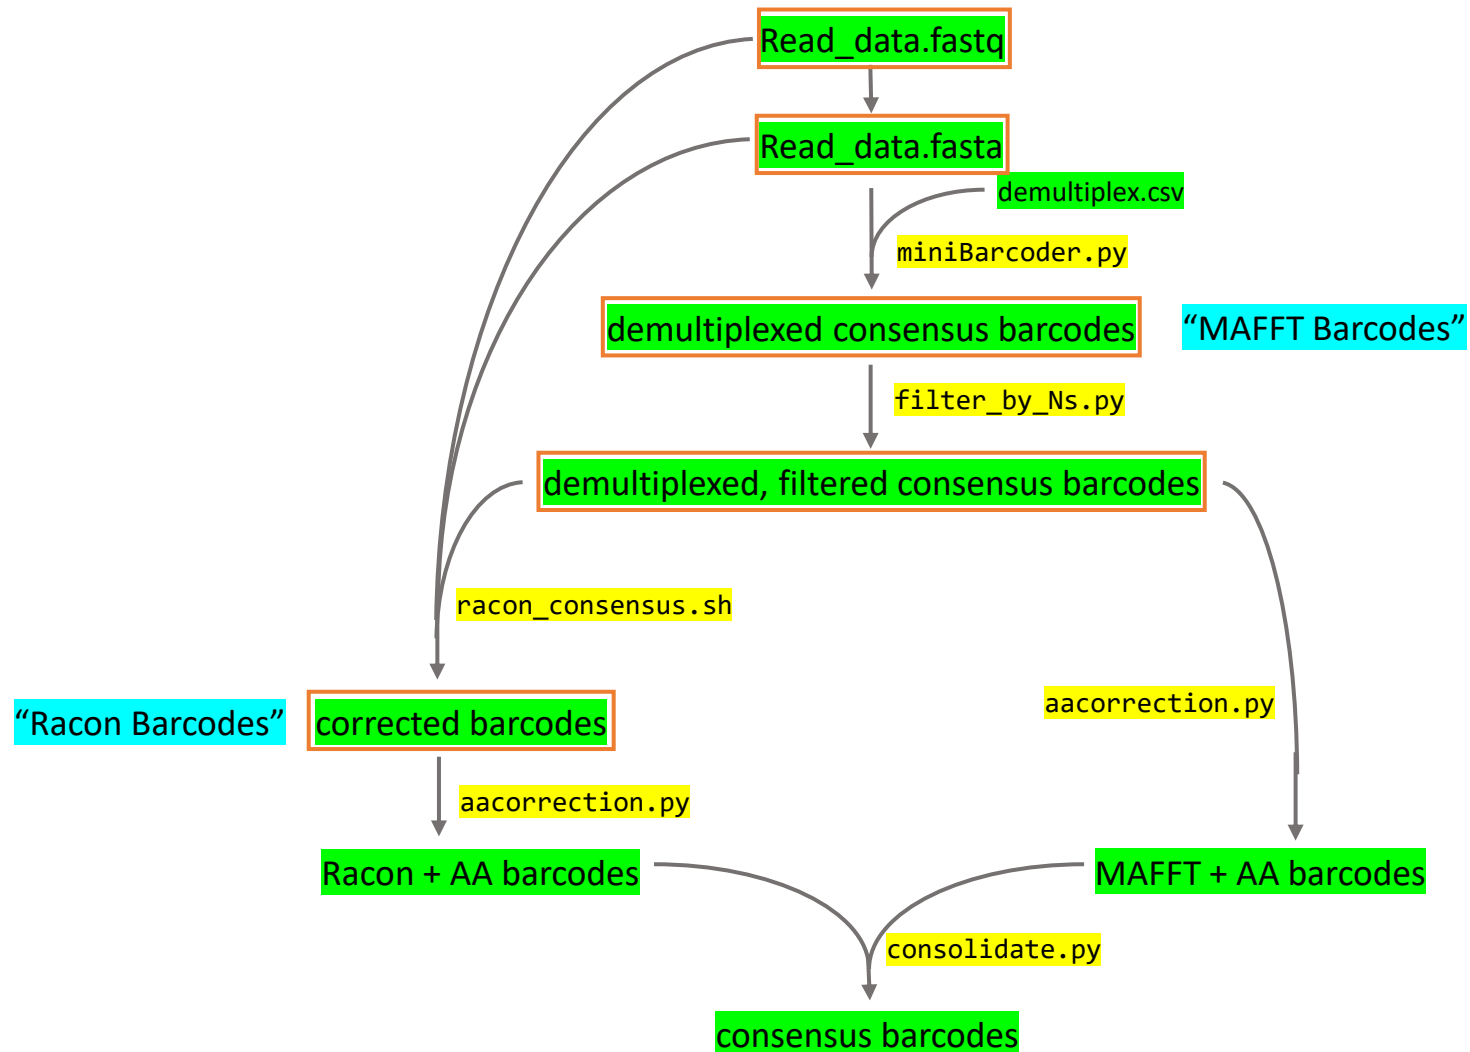 Read_data.fastq
Read_data.fasta
demultiplex.csv
miniBarcoder.py
demultiplexed consensus barcodes
“MAFFT Barcodes”
filter_by_Ns.py
demultiplexed, filtered consensus barcodes
racon_consensus.sh
“Racon Barcodes”
corrected barcodes
aacorrection.py
aacorrection.py
Racon + AA barcodes
MAFFT + AA barcodes
consolidate.py
consensus barcodes